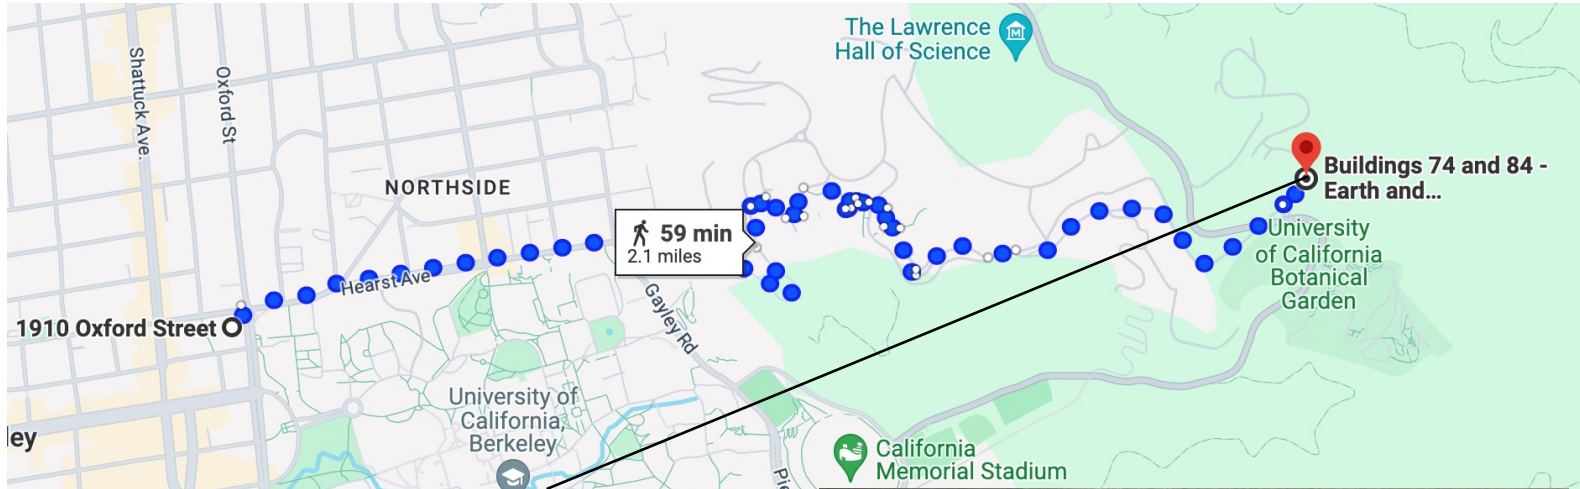 The Lawrence
Hall of Science
Shattuck Ave.
Oxford St
NORTHSIDE
Buildings 74 and 84 -
Earth and...
59 min
2.1 miles
University
of California
Botanical
Garden
Hearst Ave
1910 Oxford Street
Gayley Rd
University of
California,
Berkeley
ley
California
Memorial Stadium
Pie